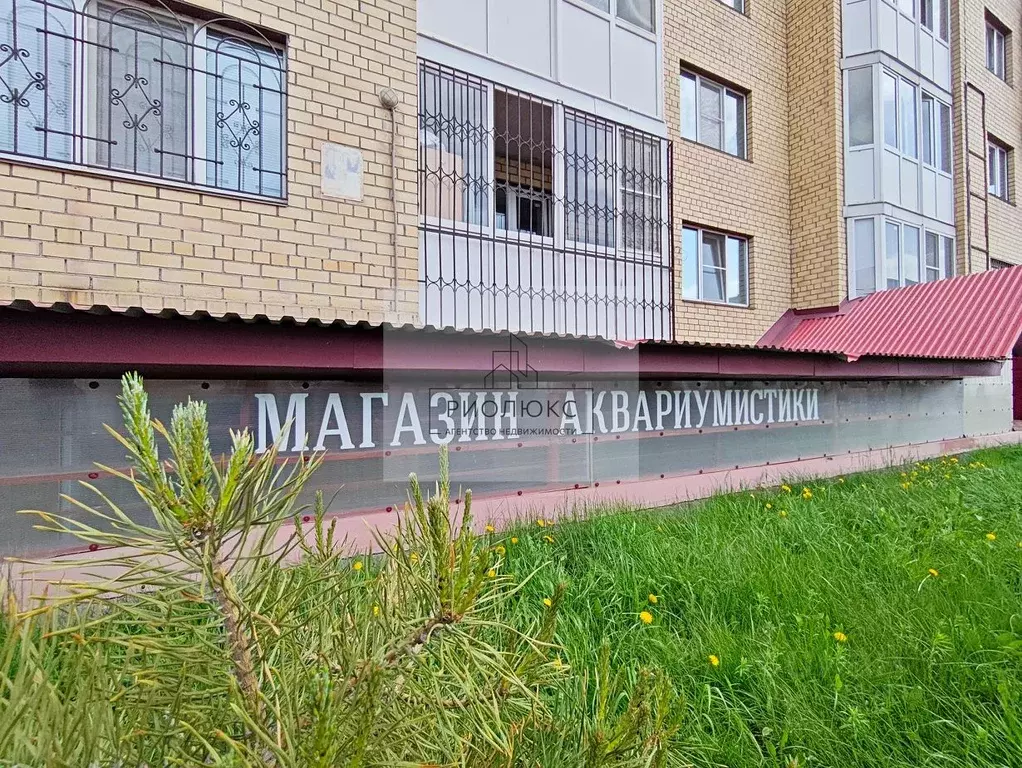 МАГАЗИН АКВАРИУМИСТИКИ
РИОЛЮКС
АГЕНТСТВО НЕДВИЖИМОСТИ